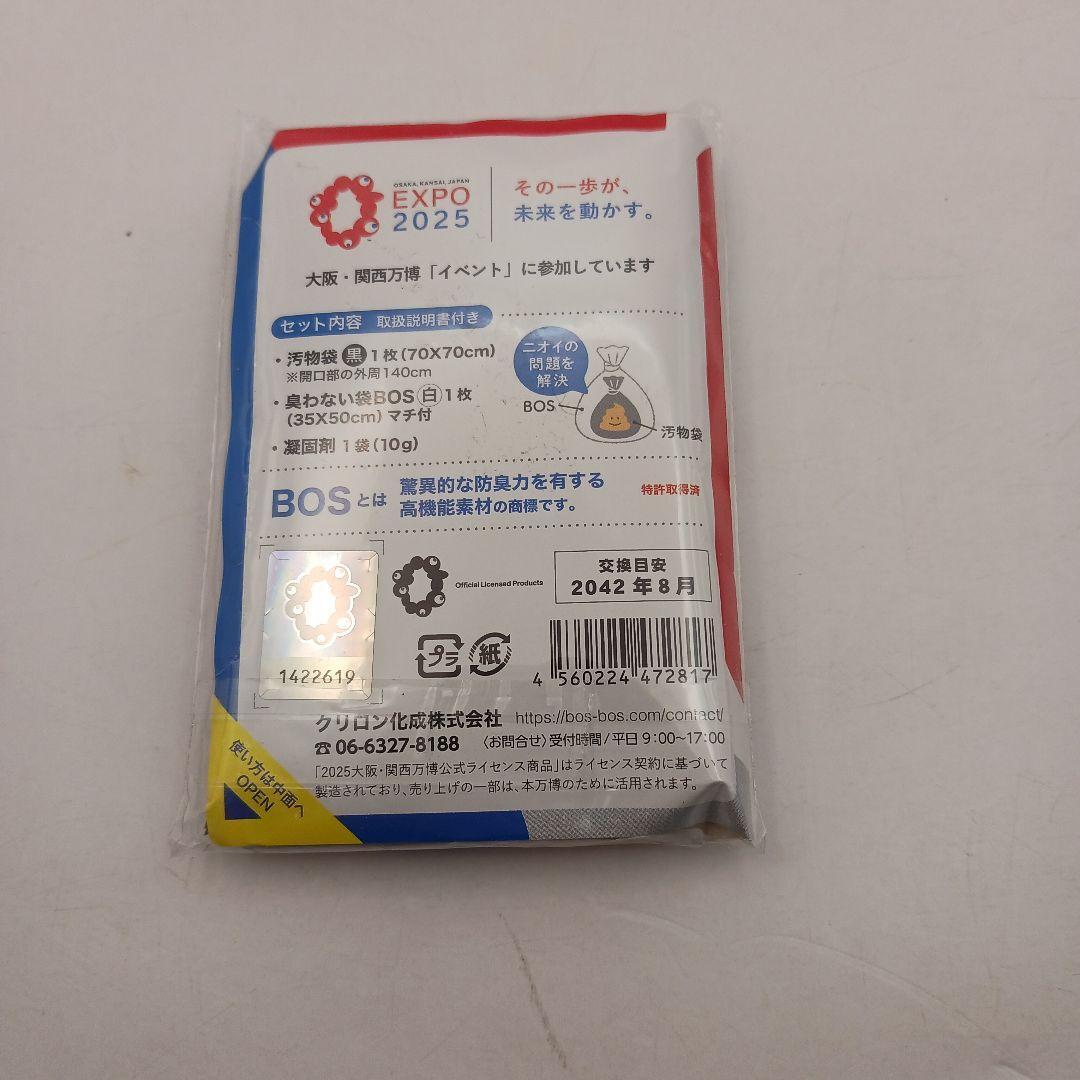 OSAKA, KANSAI, JAPAN
EXPO
2025
その一歩が、
未来を動かす。
大阪・関西万博「イベント」に参加しています
セット内容 取扱説明書付き
・汚物袋 黒 1枚(70X70cm)
※開口部の外周140cm
・臭わない袋BOS 白 1枚
(35X50cm) マチ付
・凝固剤 1袋(10g)
ニオイの
問題を
解決
BOS
汚物袋
BOSとは 驚異的な防臭力を有する
高機能素材の商標です。
特許取得済
1422619
Official Licensed Products
交換目安
2042年8月
プラ
紙
4 560224 472817
クリロン化成株式会社 https://bos-bos.com/contact/
☎06-6327-8188 〈お問合せ〉受付時間/平日9:00〜17:00
「2025大阪・関西万博公式ライセンス商品」はライセンス契約に基づいて
製造されており、売り上げの一部は、本万博のために活用されます。
使い方は中面へ
OPEN